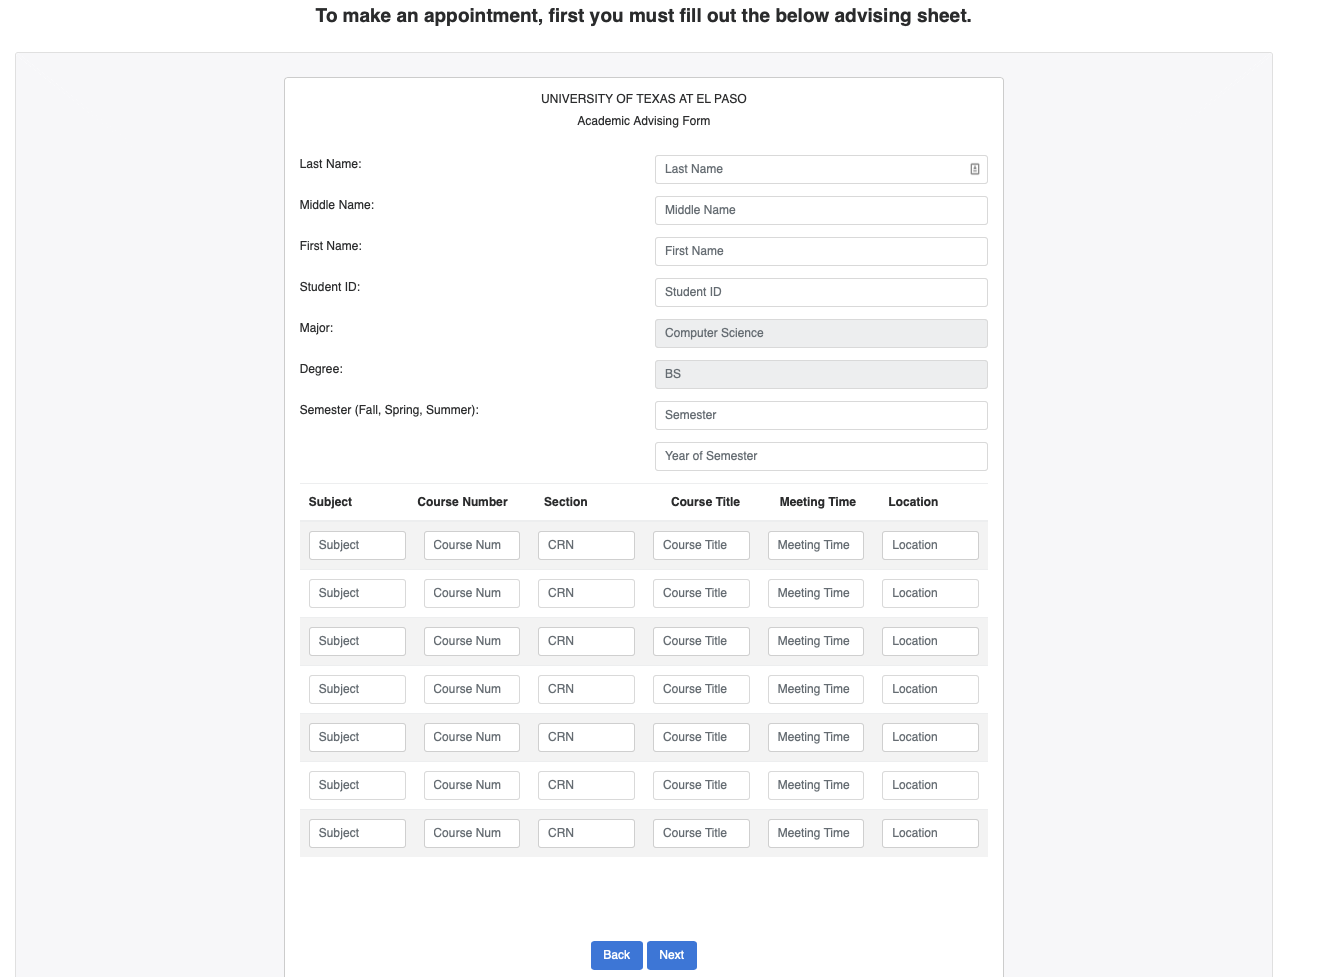 To make an appointment, first you must fill out the below advising sheet.
UNIVERSITY OF TEXAS AT EL PASO
Academic Advising Form
Last Name: Last Name
Middle Name: Middle Name
First Name: First Name
Student ID: Student ID
Major: Computer Science
Degree: BS
Semester (Fall, Spring, Summer): Semester
Year of Semester
Subject Course Number Section Course Title Meeting Time Location
Subject Course Num CRN Course Title Meeting Time Location
Subject Course Num CRN Course Title Meeting Time Location
Subject Course Num CRN Course Title Meeting Time Location
Subject Course Num CRN Course Title Meeting Time Location
Subject Course Num CRN Course Title Meeting Time Location
Subject Course Num CRN Course Title Meeting Time Location
Subject Course Num CRN Course Title Meeting Time Location
Back Next